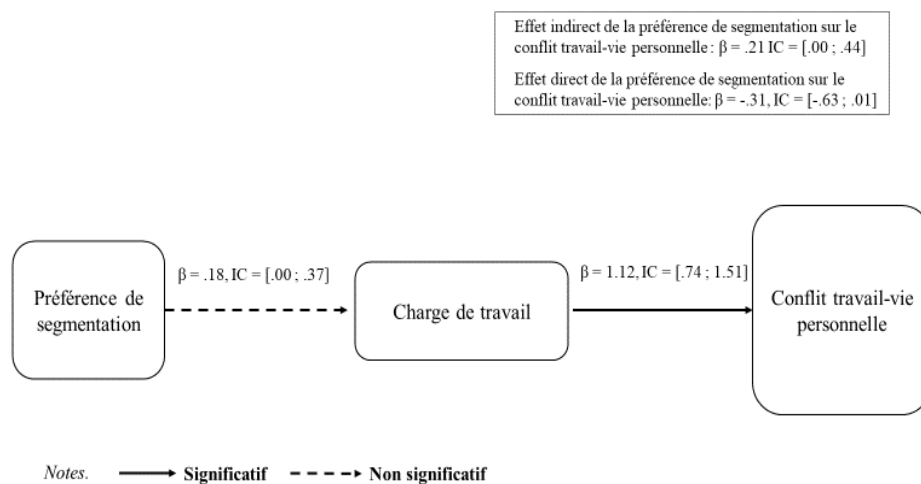 Effet indirect de la préférence de segmentation sur le
conflit travail-vie personnelle : β = .21 IC = [.00 ; .44]
Effet direct de la préférence de segmentation sur le
conflit travail-vie personnelle: β = -.31, IC = [-.63 ; .01]
β = .18, IC = [.00 ; .37]
β = 1.12, IC = [.74 ; 1.51]
Préférence de
segmentation
Charge de travail
Conflit travail-vie
personnelle
Notes. Significatif Non significatif